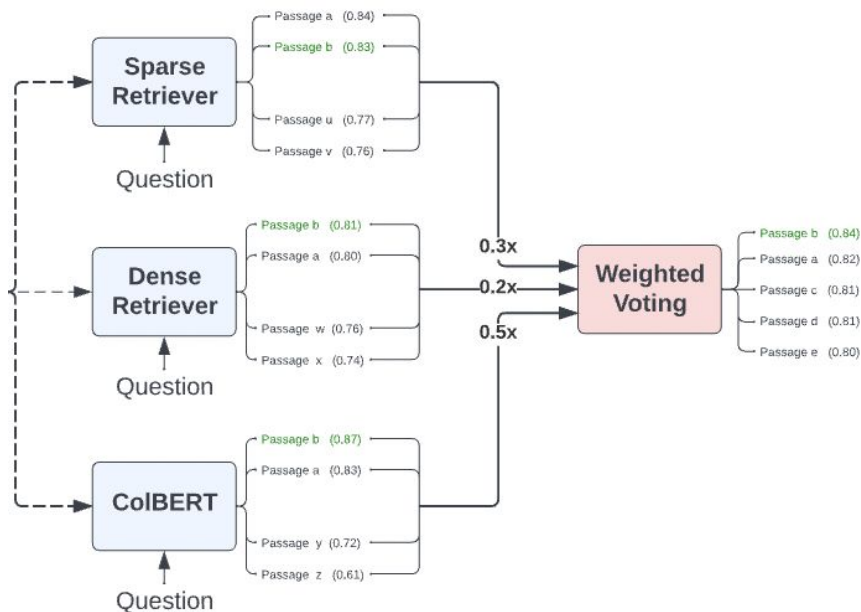 Sparse
Retriever
Question
Passage a (0.84)
Passage b (0.83)
Passage u (0.77)
Passage v (0.76)
Dense
Retriever
Question
Passage b (0.81)
Passage a (0.80)
Passage w (0.76)
Passage x (0.74)
ColBERT
Question
Passage b (0.87)
Passage a (0.83)
Passage y (0.72)
Passage z (0.61)
0.3x
0.2x
0.5x
Weighted
Voting
Passage b (0.84)
Passage a (0.82)
Passage c (0.81)
Passage d (0.81)
Passage e (0.80)